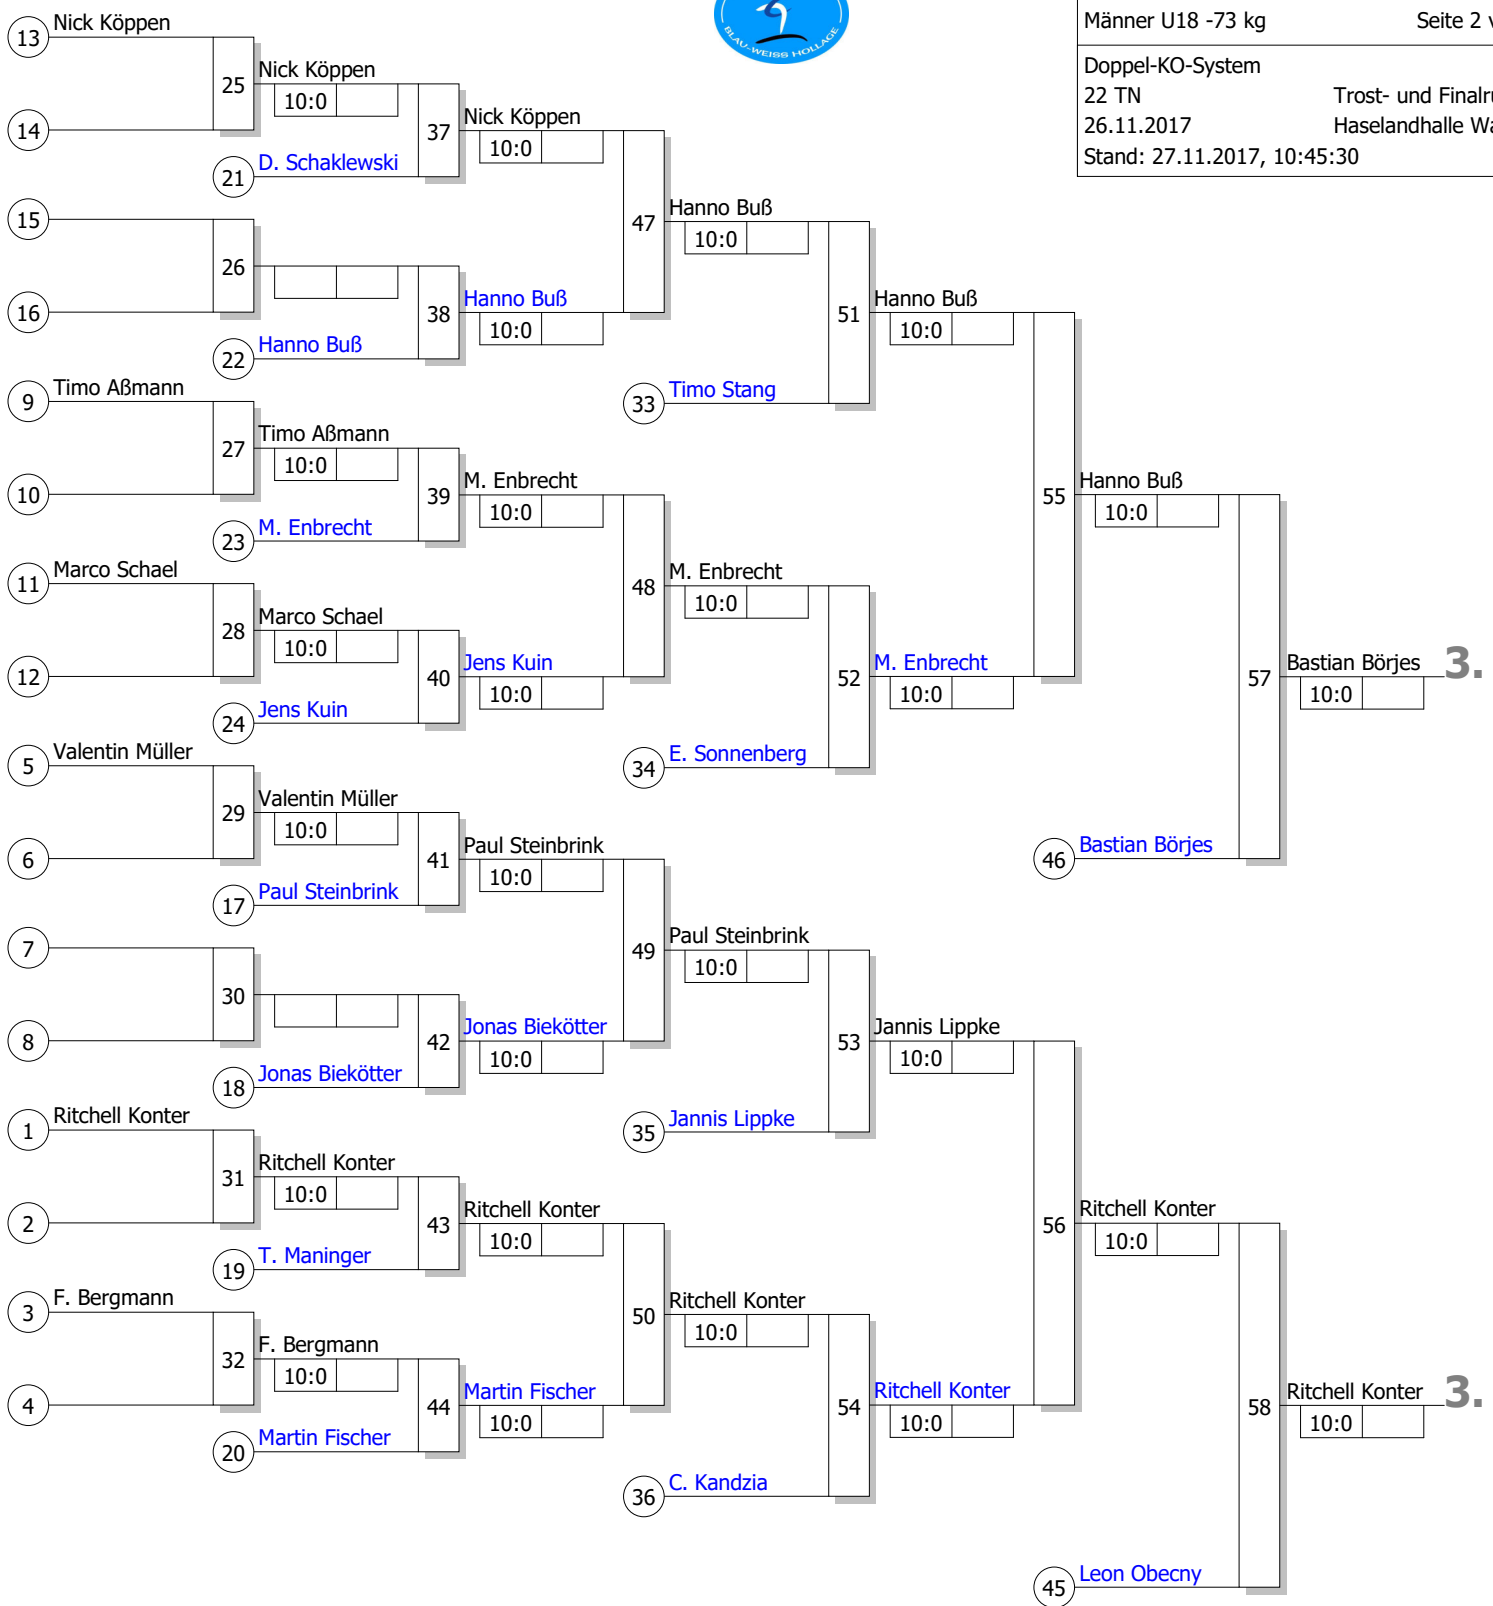 BLAU-WEISS HOLLAGE
Männer U18 -73 kg
Seite 2
Doppel-KO-System
22 TN
Trost- und
26.11.2017
Haselandhalle
Stand: 27.11.2017, 10:45:30
13 Nick Köppen
14
25 Nick Köppen
10:0
21 D. Schaklewski
37 Nick Köppen
10:0
15
16
26
22 Hanno Buß
38 Hanno Buß
10:0
47 Hanno Buß
10:0
33 Timo Stang
51 Hanno Buß
10:0
9 Timo Aßmann
10
27 Timo Aßmann
10:0
23 M. Enbrecht
39 M. Enbrecht
10:0
11 Marco Schael
12
28 Marco Schael
10:0
24 Jens Kuin
40 Jens Kuin
10:0
48 M. Enbrecht
10:0
34 E. Sonnenberg
52 M. Enbrecht
10:0
55 Hanno Buß
10:0
46 Bastian Börjes
57 Bastian Börjes 3.
10:0
5 Valentin Müller
6
29 Valentin Müller
10:0
17 Paul Steinbrink
41 Paul Steinbrink
10:0
7
8
30
18 Jonas Biekötter
42 Jonas Biekötter
10:0
49 Paul Steinbrink
10:0
35 Jannis Lippke
53 Jannis Lippke
10:0
1 Ritchell Konter
2
31 Ritchell Konter
10:0
19 T. Maninger
43 Ritchell Konter
10:0
3 F. Bergmann
4
32 F. Bergmann
10:0
20 Martin Fischer
44 Martin Fischer
10:0
50 Ritchell Konter
10:0
36 C. Kandzia
54 Ritchell Konter
10:0
56 Ritchell Konter
10:0
45 Leon Obecny
58 Ritchell Konter 3.
10:0